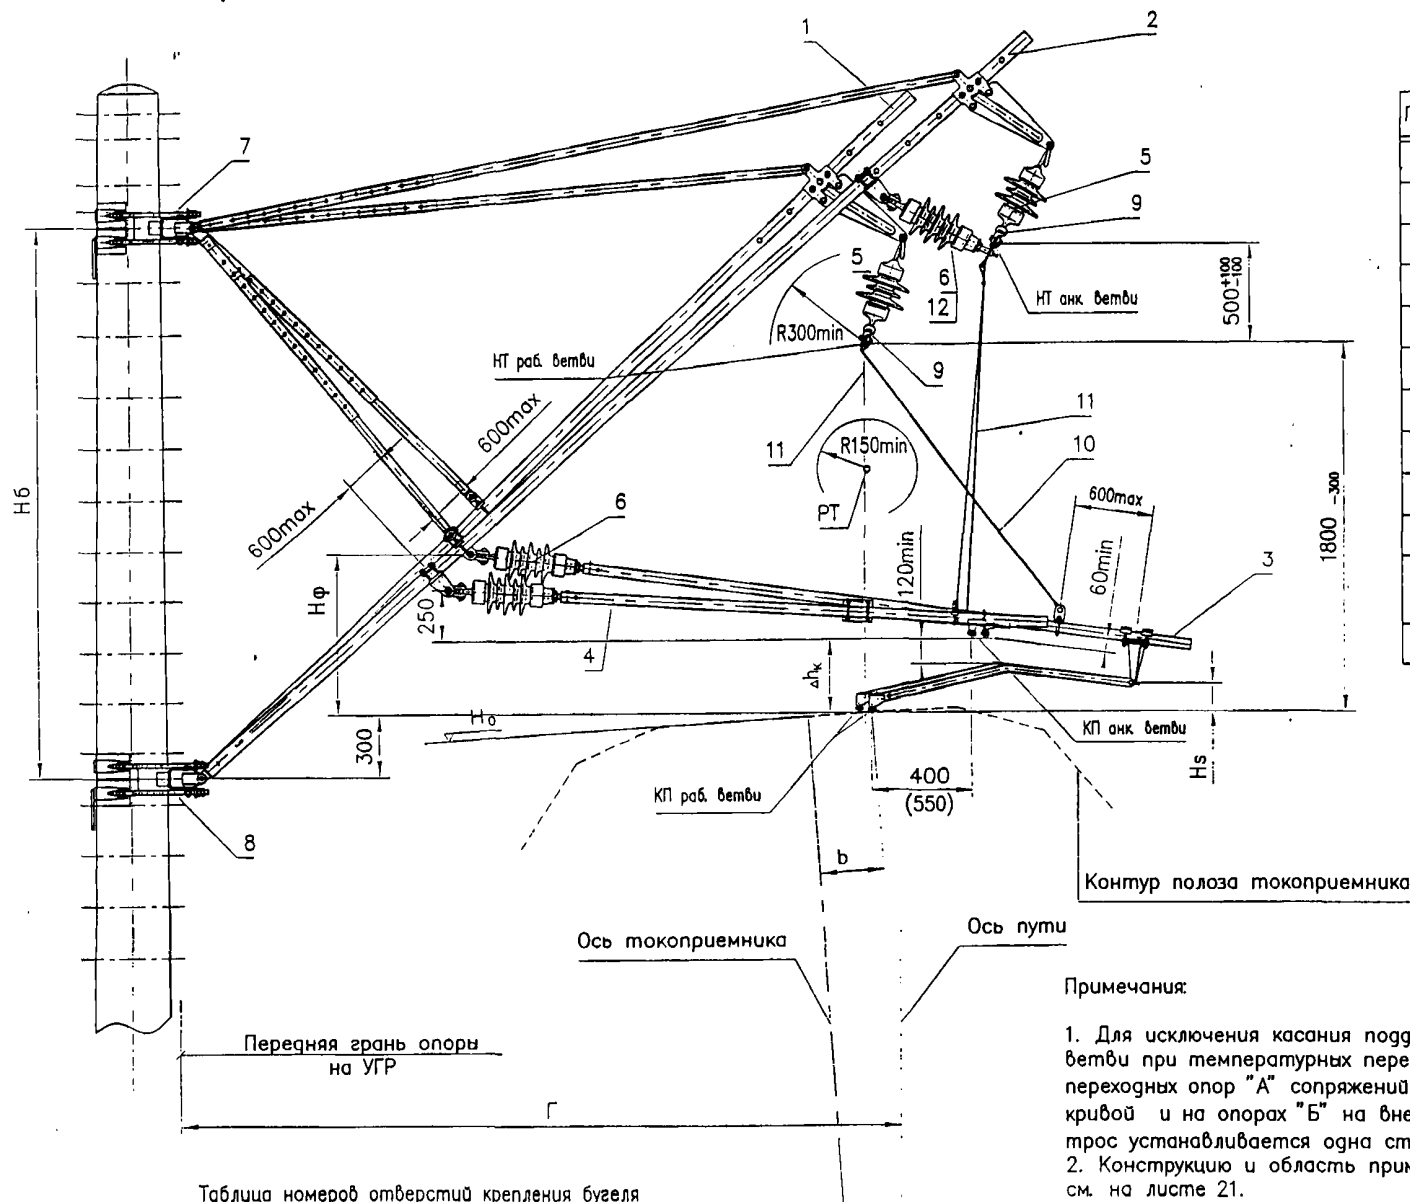 1
2
7
5
9
5
6
12
НТ анк. ветви
500 +100 -100
R300min
НТ раб. ветви
9
600max
11
11
10
R150min
РТ
600max
600max
6
Нб
Нф
120min
60min
1800 -300
3
250
4
Δhк
Но
300
КП анк. ветви
Hs
400
(550)
КП раб. ветви
8
b
Контур полоза токоприемника
Ось токоприемника
Ось пути
Передняя грань опоры
на УГР
Г
Примечания:
1. Для исключения касания подд
ветви при температурных пере
переходных опор "А" сопряжений
кривой и на опорах "Б" на вне
трос устанавливается одна ст
2. Конструкцию и область прим
см. на листе 21.
Таблица номеров отверстий крепления бугеля